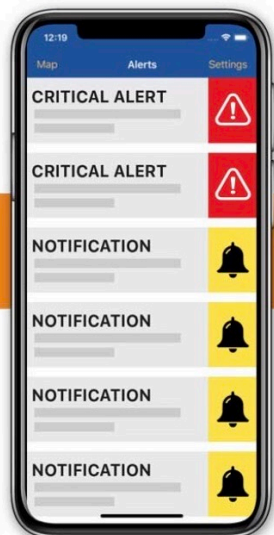 12:19
Map Alerts Settings
CRITICAL ALERT
CRITICAL ALERT
NOTIFICATION
NOTIFICATION
NOTIFICATION
NOTIFICATION